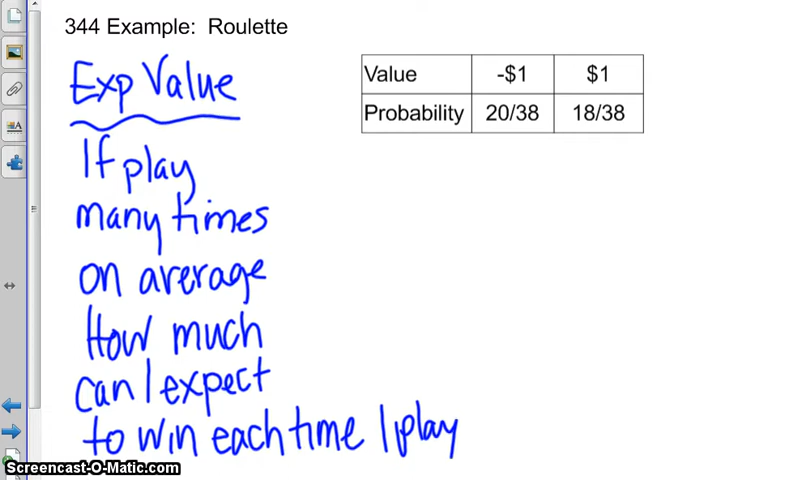 344 Example: Roulette
Value -$1 $1
Probability 20/38 18/38
Exp Value
If play
many times
on average
How much
can I expect
to win each time I play
Screencast-O-Matic.com